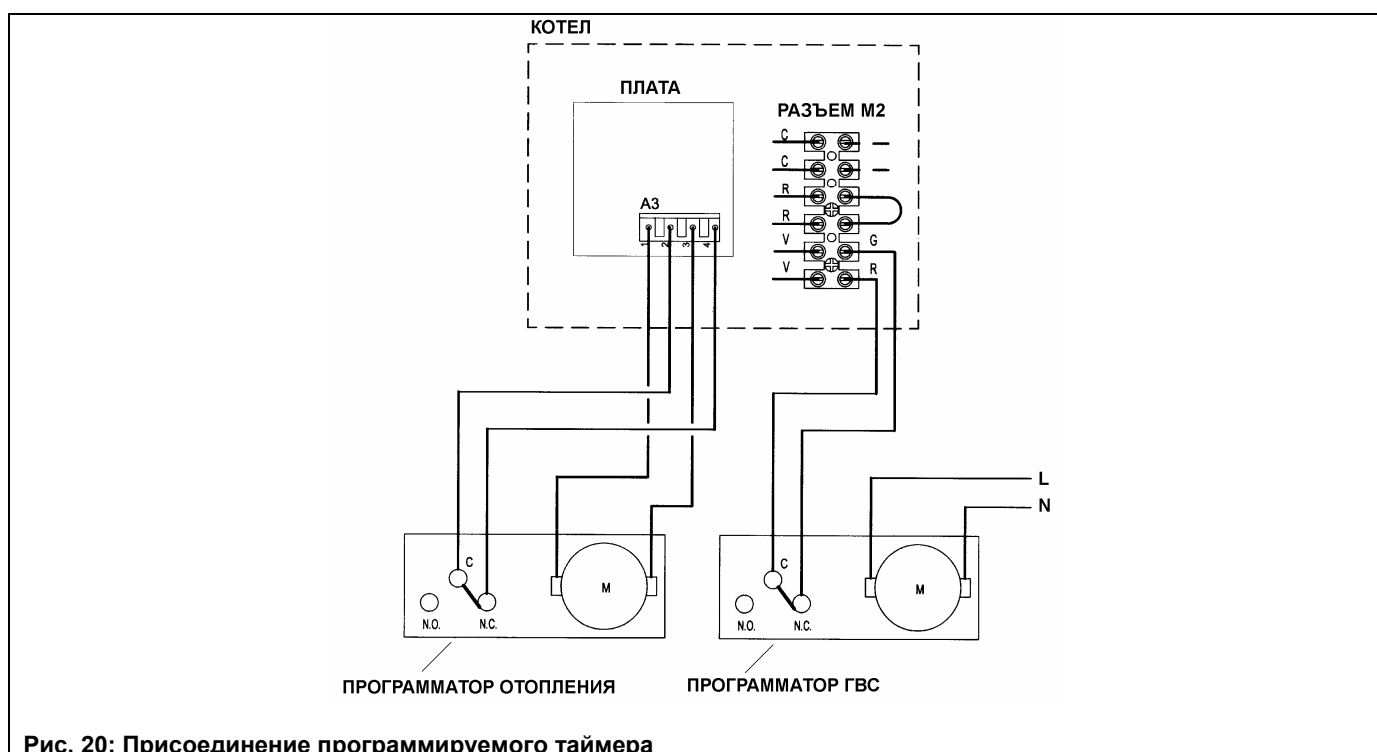 КОТЕЛ
ПЛАТА
РАЗЪЕМ М2
C
C
R
R
V
G
V
R
A3
1 2 3 4
L
N
C
M
N.O. N.C.
C
M
N.O. N.C.
ПРОГРАММАТОР ОТОПЛЕНИЯ
ПРОГРАММАТОР ГВС
Рис. 20: Присоединение программируемого таймера